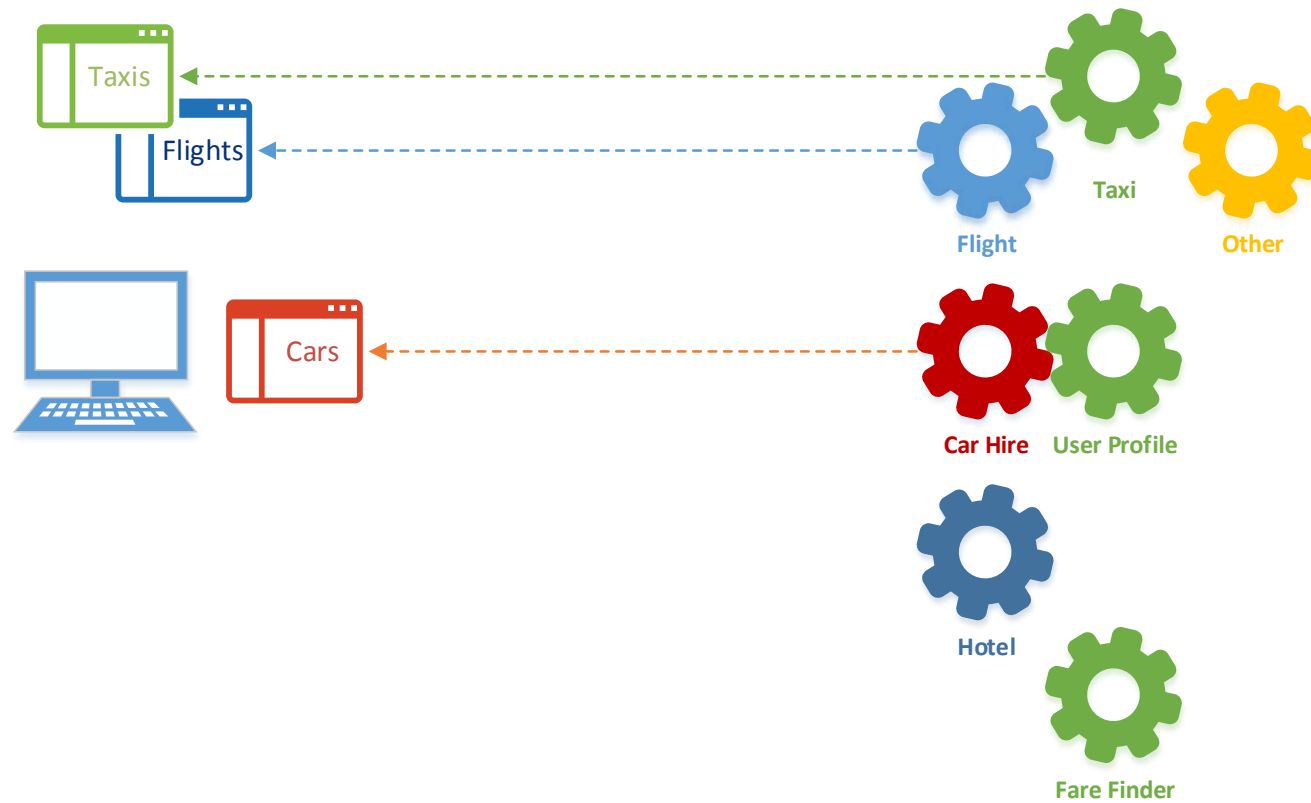 Taxis
Flights
Taxi
Flight
Other
Cars
Car Hire
User Profile
Hotel
Fare Finder